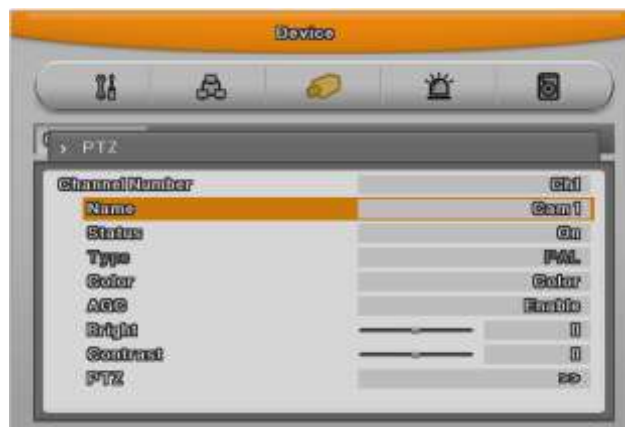 Device
> PTZ
Channel Number Ch1
Name Cam 1
Status On
Type PAL
Color Color
AGC Enable
Bright 0
Contrast 0
PTZ >>